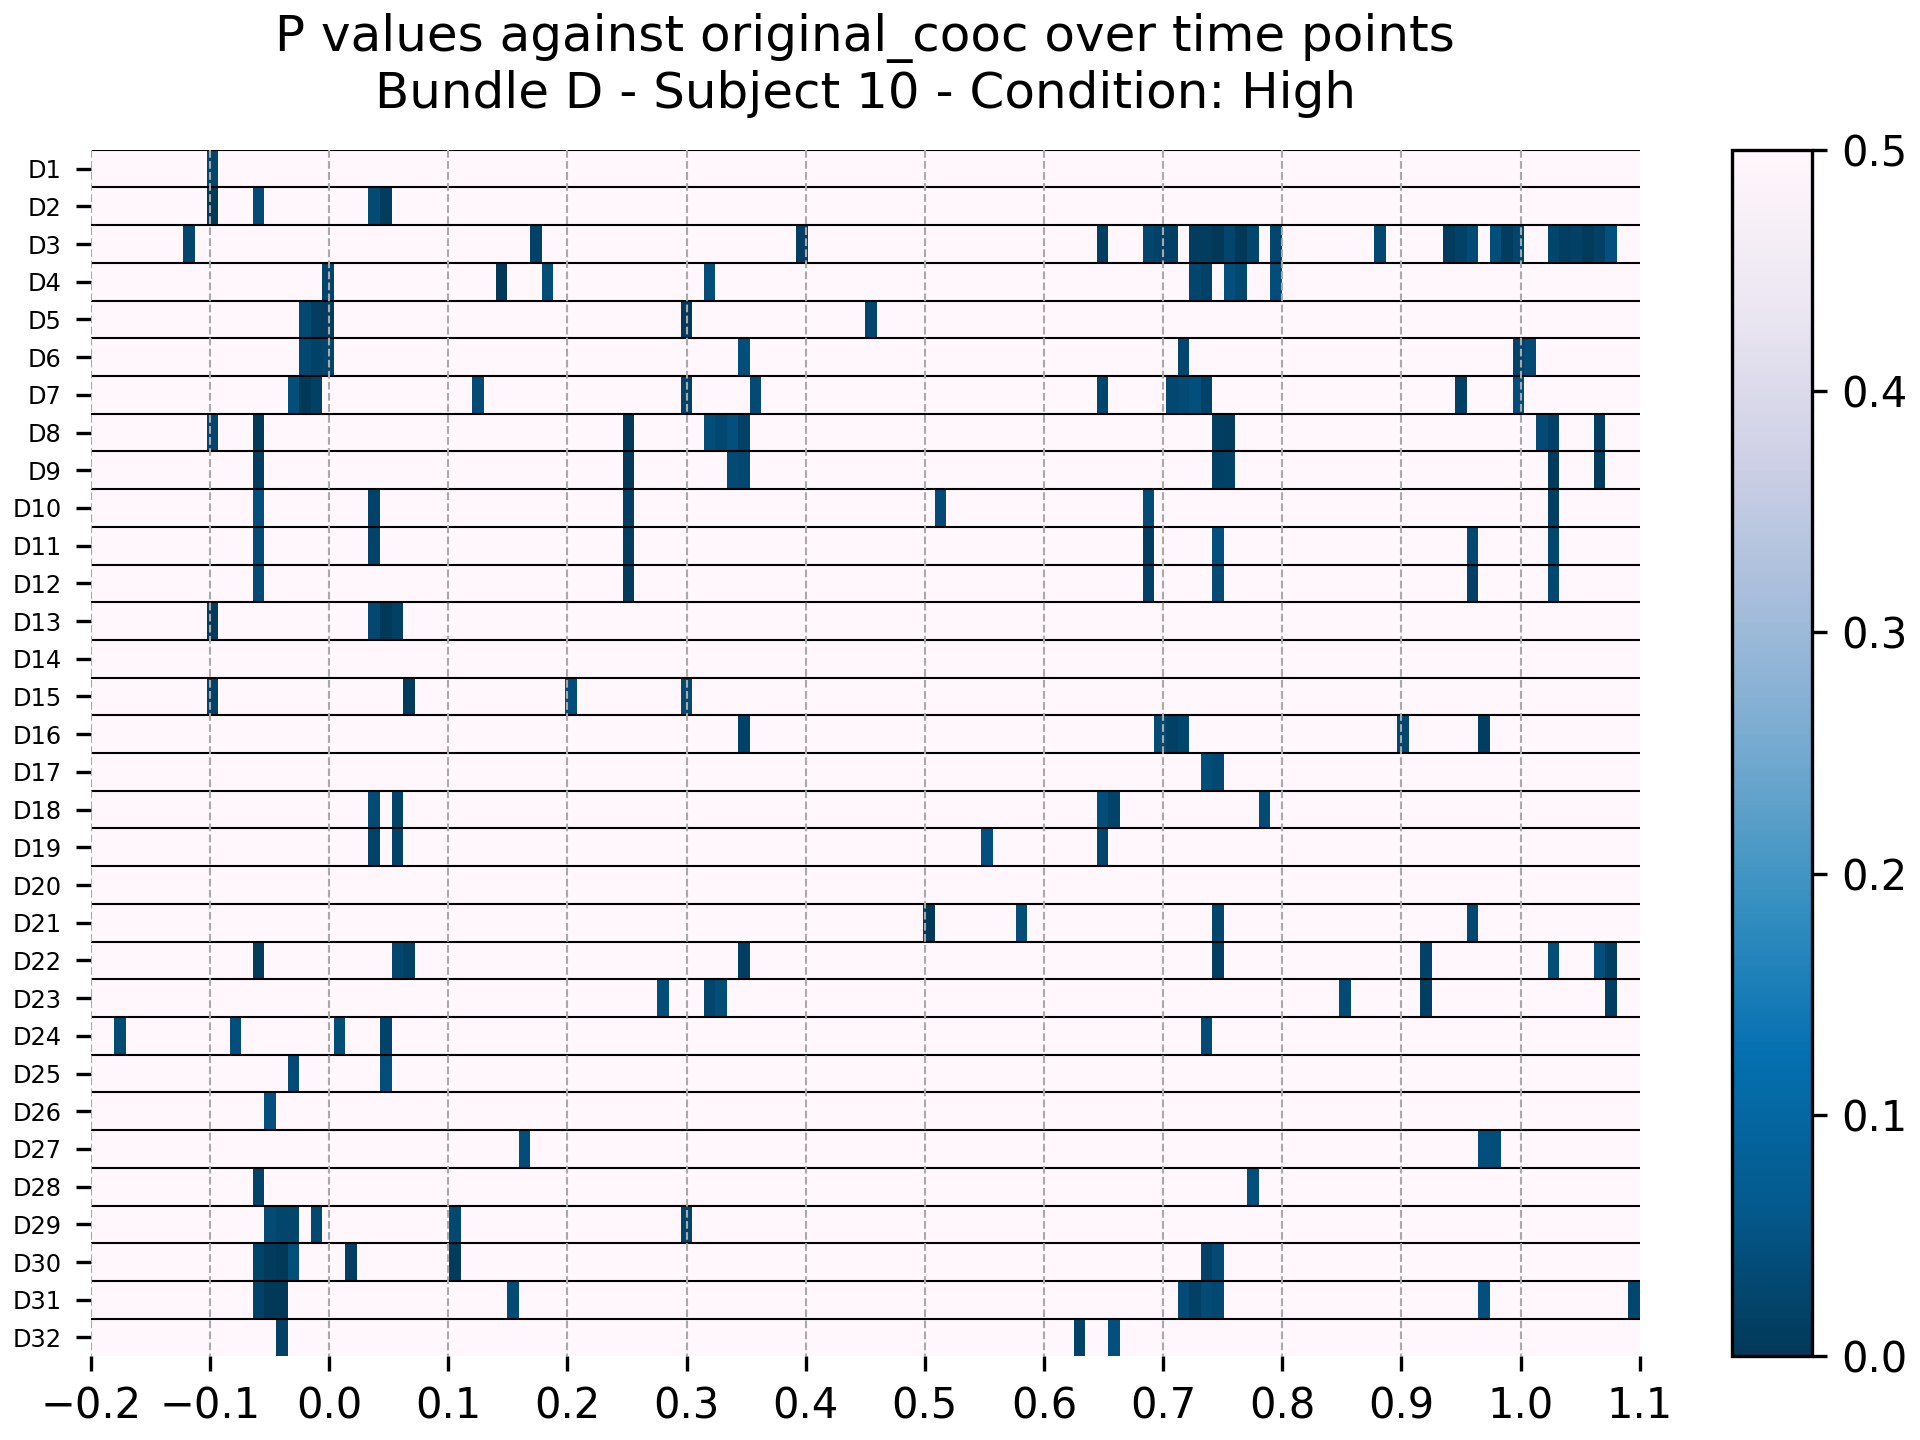 P values against original_cooc over time points
Bundle D - Subject 10 - Condition: High
D1
D2
D3
D4
D5
D6
D7
D8
D9
D10
D11
D12
D13
D14
D15
D16
D17
D18
D19
D20
D21
D22
D23
D24
D25
D26
D27
D28
D29
D30
D31
D32
−0.2 −0.1 0.0 0.1 0.2 0.3 0.4 0.5 0.6 0.7 0.8 0.9 1.0 1.1
0.5
0.4
0.3
0.2
0.1
0.0